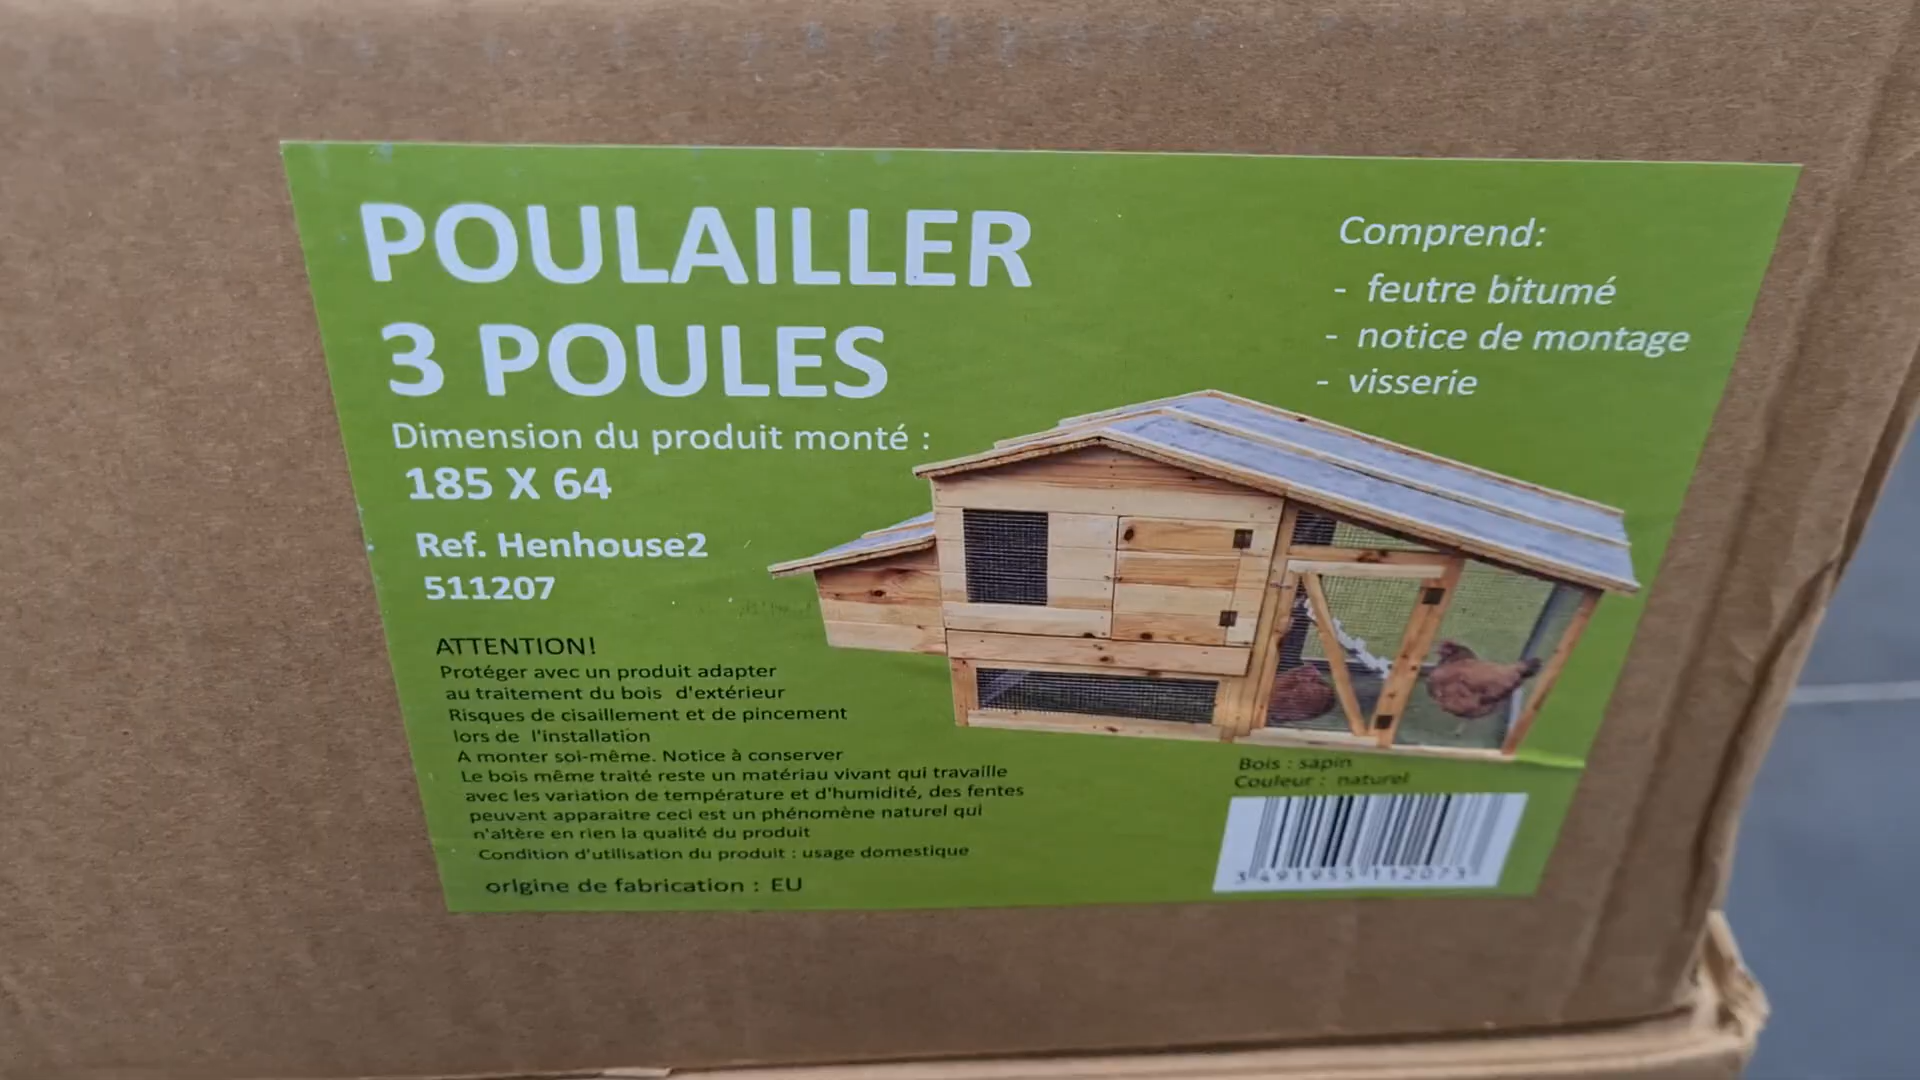 POULAILLER
3 POULES
Dimension du produit monté :
185 X 64
Ref. Henhouse2
511207
Comprend:
- feutre bitumé
- notice de montage
- visserie
ATTENTION!
Protéger avec un produit adapter
au traitement du bois d'extérieur
Risques de cisaillement et de pincement
lors de l'installation
A monter soi-même. Notice à conserver
Le bois même traité reste un matériau vivant qui travaille
avec les variation de température et d'humidité, des fentes
peuvent apparaitre ceci est un phénomène naturel qui
n'altère en rien la qualité du produit
Condition d'utilisation du produit : usage domestique
origine de fabrication : EU
Bois : sapin
Couleur : naturel
3 491955 112073